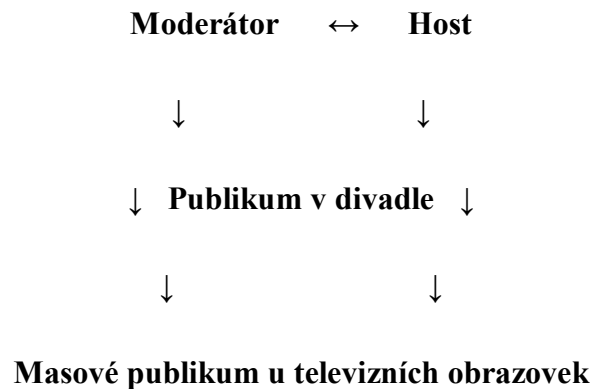 Moderátor ↔ Host
↓ ↓
↓ Publikum v divadle ↓
↓ ↓
Masové publikum u televizních obrazovek